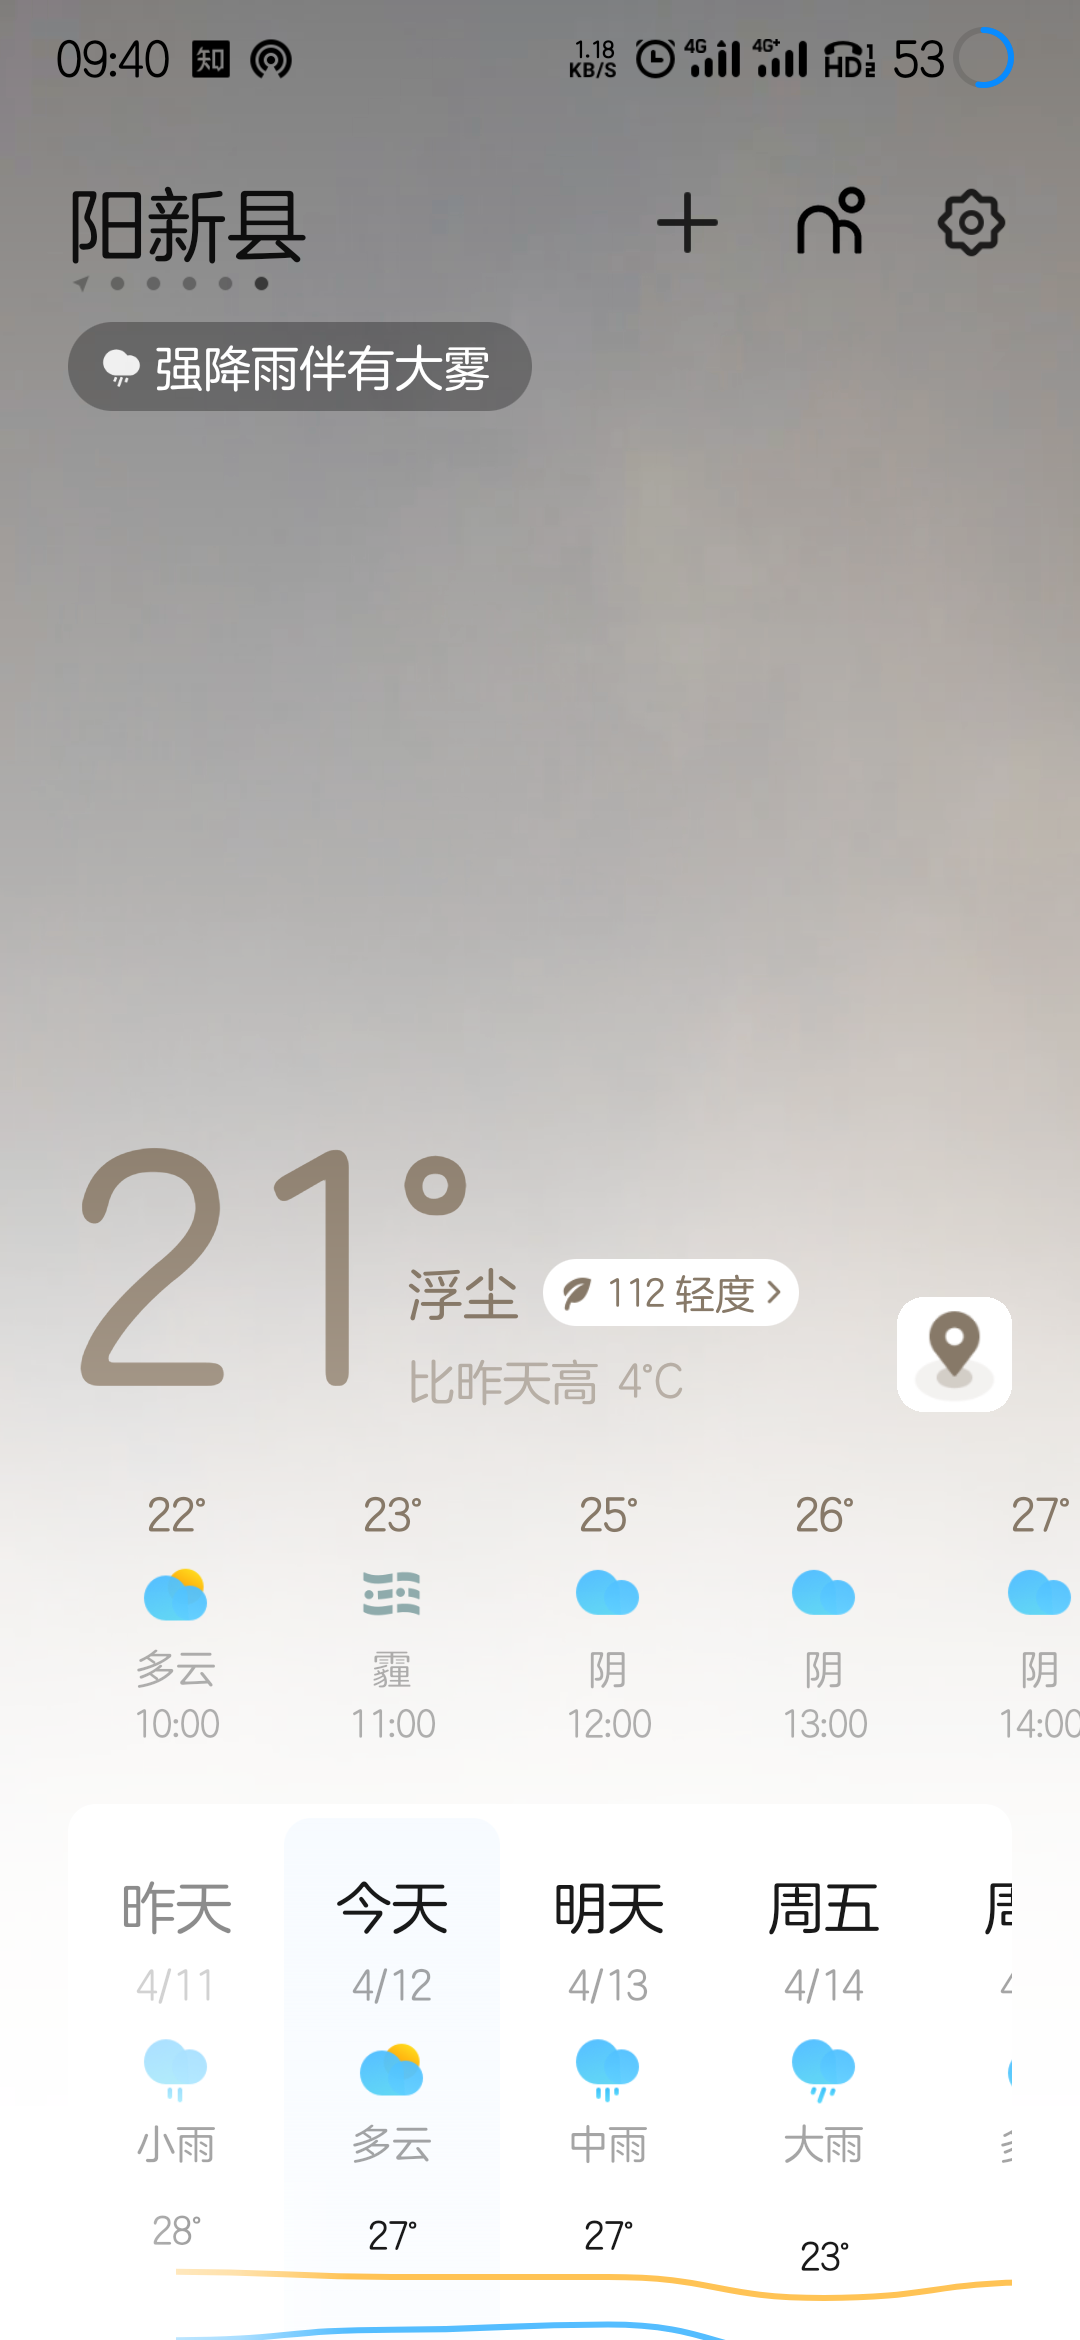 09:40 知 1.18 KB/S 4G 4G+ HD 1 2 53
阳新县
强降雨伴有大雾
21°
浮尘 112 轻度
比昨天高 4°C
22° 23° 25° 26° 27°
多云 霾 阴 阴 阴
10:00 11:00 12:00 13:00 14:00
昨天 今天 明天 周五
4/11 4/12 4/13 4/14
小雨 多云 中雨 大雨
28° 27° 27° 23°